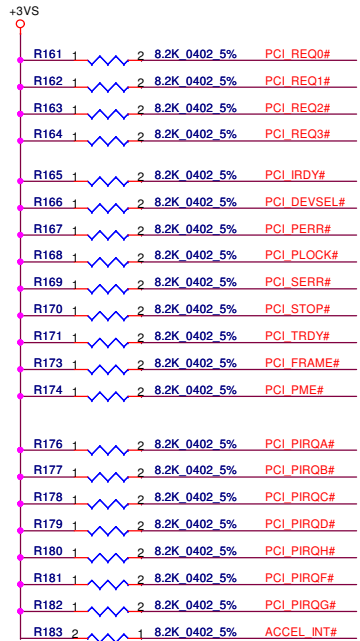 +3VS
R161 1 2 8.2K_0402_5% PCI_REQ0#
R162 1 2 8.2K_0402_5% PCI_REQ1#
R163 1 2 8.2K_0402_5% PCI_REQ2#
R164 1 2 8.2K_0402_5% PCI_REQ3#
R165 1 2 8.2K_0402_5% PCI_IRDY#
R166 1 2 8.2K_0402_5% PCI_DEVSEL#
R167 1 2 8.2K_0402_5% PCI_PERR#
R168 1 2 8.2K_0402_5% PCI_PLOCK#
R169 1 2 8.2K_0402_5% PCI_SERR#
R170 1 2 8.2K_0402_5% PCI_STOP#
R171 1 2 8.2K_0402_5% PCI_TRDY#
R173 1 2 8.2K_0402_5% PCI_FRAME#
R174 1 2 8.2K_0402_5% PCI_PME#
R176 1 2 8.2K_0402_5% PCI_PIRQA#
R177 1 2 8.2K_0402_5% PCI_PIRQB#
R178 1 2 8.2K_0402_5% PCI_PIRQC#
R179 1 2 8.2K_0402_5% PCI_PIRQD#
R180 1 2 8.2K_0402_5% PCI_PIRQH#
R181 1 2 8.2K_0402_5% PCI_PIRQF#
R182 1 2 8.2K_0402_5% PCI_PIRQG#
R183 2 1 8.2K_0402_5% ACCEL_INT#